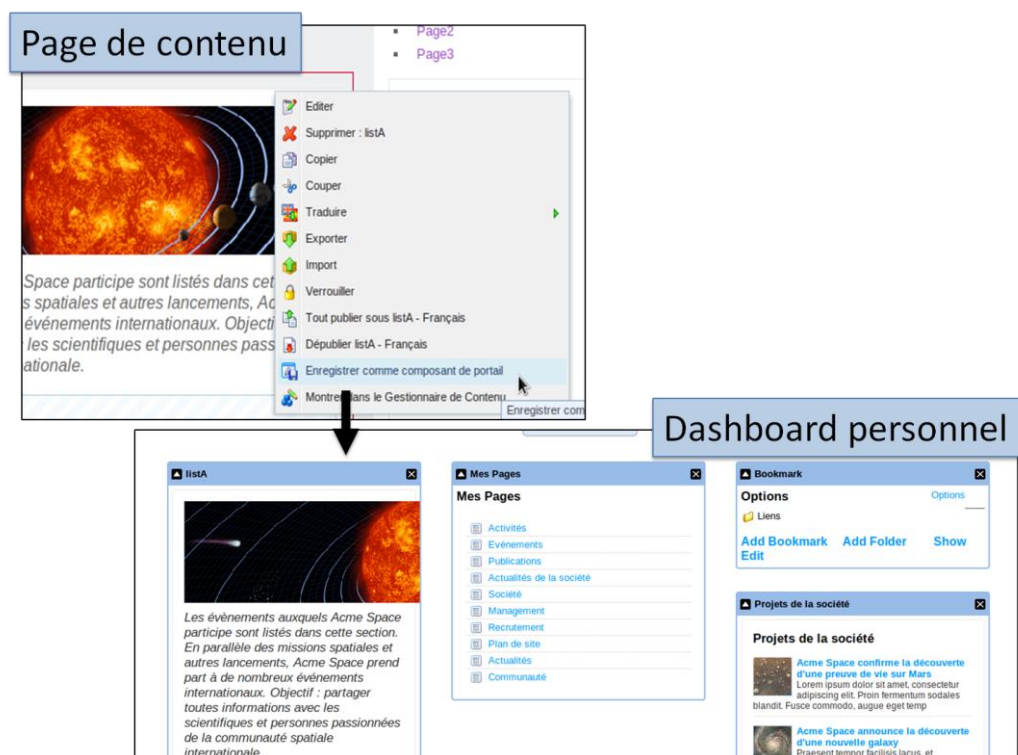 Page de contenu
Page2
Page3
Editer
Supprimer : listA
Copier
Couper
Traduire
Exporter
Import
Verrouiller
Tout publier sous listA - Français
Dépublier listA - Français
Enregistrer comme composant de portail
Montrer dans le Gestionnaire de Contenu
Enregistrer com
Space participe sont listés dans cet
s spatiales et autres lancements, Ac
événements internationaux. Objecti
les scientifiques et personnes pass
ationale.
Dashboard personnel
listA
Les évènements auxquels Acme Space
participe sont listés dans cette section.
En parallèle des missions spatiales et
autres lancements, Acme Space prend
part à de nombreux événements
internationaux. Objectif : partager
toutes informations avec les
scientifiques et personnes passionnées
de la communauté spatiale
internationale
Mes Pages
Mes Pages
Activités
Evénements
Publications
Actualités de la société
Société
Management
Recrutement
Plan de site
Actualités
Communauté
Bookmark
Options Options
Liens
Add Bookmark Add Folder Show
Edit
Projets de la société
Projets de la société
Acme Space confirme la découverte
d'une preuve de vie sur Mars
Lorem ipsum dolor sit amet, consectetur
adipiscing elit. Proin fermentum sodales
blandit. Fusce commodo, augue eget temp
Acme Space announce la découverte
d'une nouvelle galaxy
Praesent tempor facilisis lacus, et